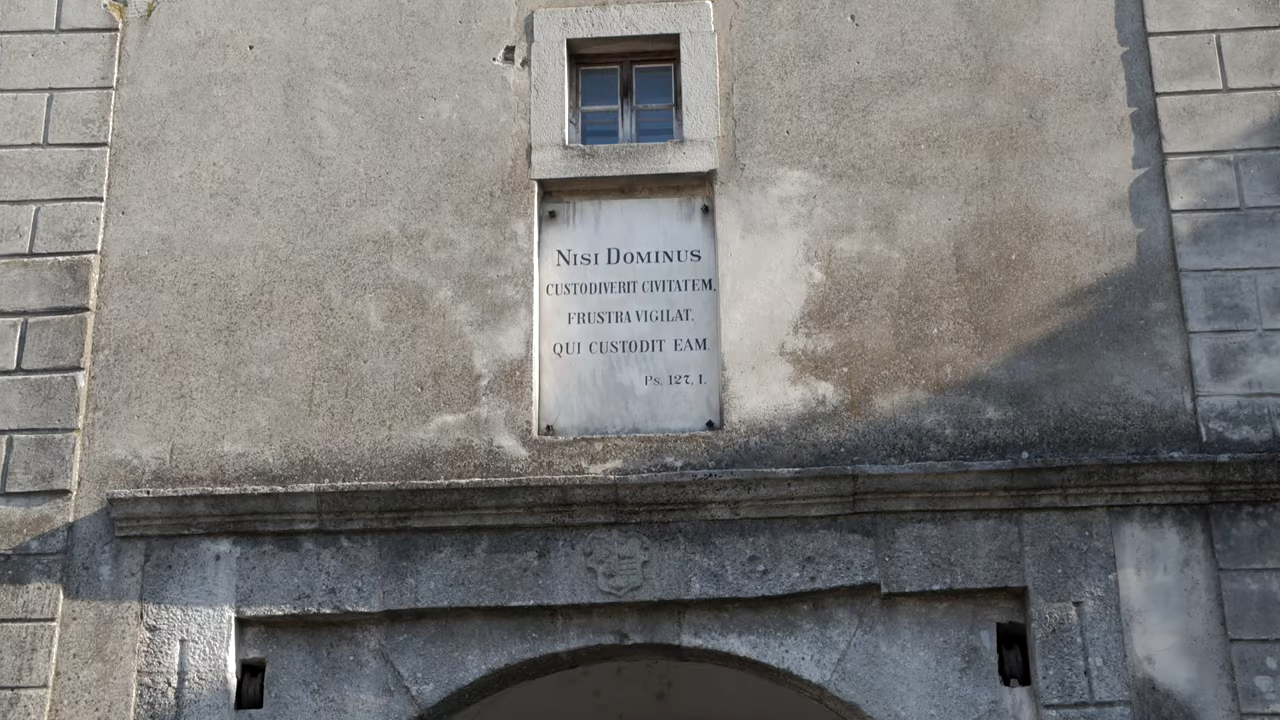 Nisi Dominus
custodiverit civitatem,
frustra vigilat,
qui custodit eam.
Ps. 127, 1.